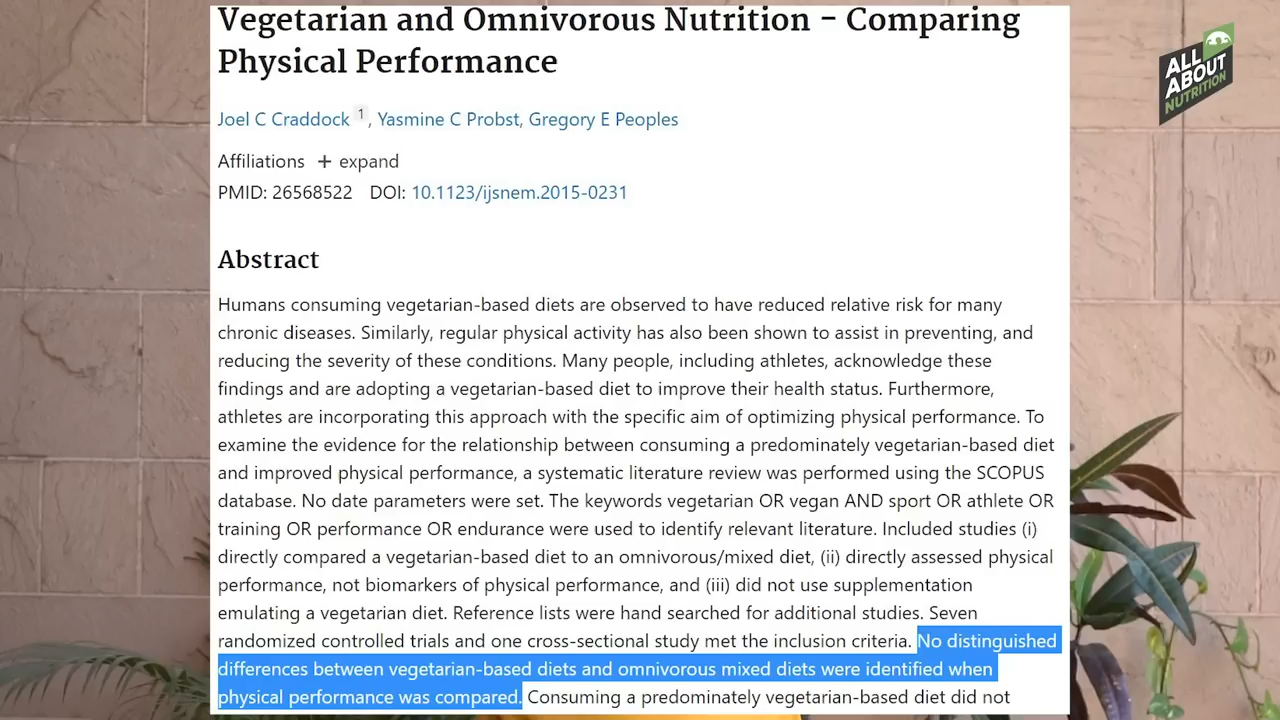 Vegetarian and Omnivorous Nutrition - Comparing
Physical Performance
ALL
ABOUT
NUTRITION
Joel C Craddock 1, Yasmine C Probst, Gregory E Peoples
Affiliations + expand
PMID: 26568522 DOI: 10.1123/ijsnem.2015-0231
Abstract
Humans consuming vegetarian-based diets are observed to have reduced relative risk for many
chronic diseases. Similarly, regular physical activity has also been shown to assist in preventing, and
reducing the severity of these conditions. Many people, including athletes, acknowledge these
findings and are adopting a vegetarian-based diet to improve their health status. Furthermore,
athletes are incorporating this approach with the specific aim of optimizing physical performance. To
examine the evidence for the relationship between consuming a predominately vegetarian-based diet
and improved physical performance, a systematic literature review was performed using the SCOPUS
database. No date parameters were set. The keywords vegetarian OR vegan AND sport OR athlete OR
training OR performance OR endurance were used to identify relevant literature. Included studies (i)
directly compared a vegetarian-based diet to an omnivorous/mixed diet, (ii) directly assessed physical
performance, not biomarkers of physical performance, and (iii) did not use supplementation
emulating a vegetarian diet. Reference lists were hand searched for additional studies. Seven
randomized controlled trials and one cross-sectional study met the inclusion criteria. No distinguished
differences between vegetarian-based diets and omnivorous mixed diets were identified when
physical performance was compared. Consuming a predominately vegetarian-based diet did not